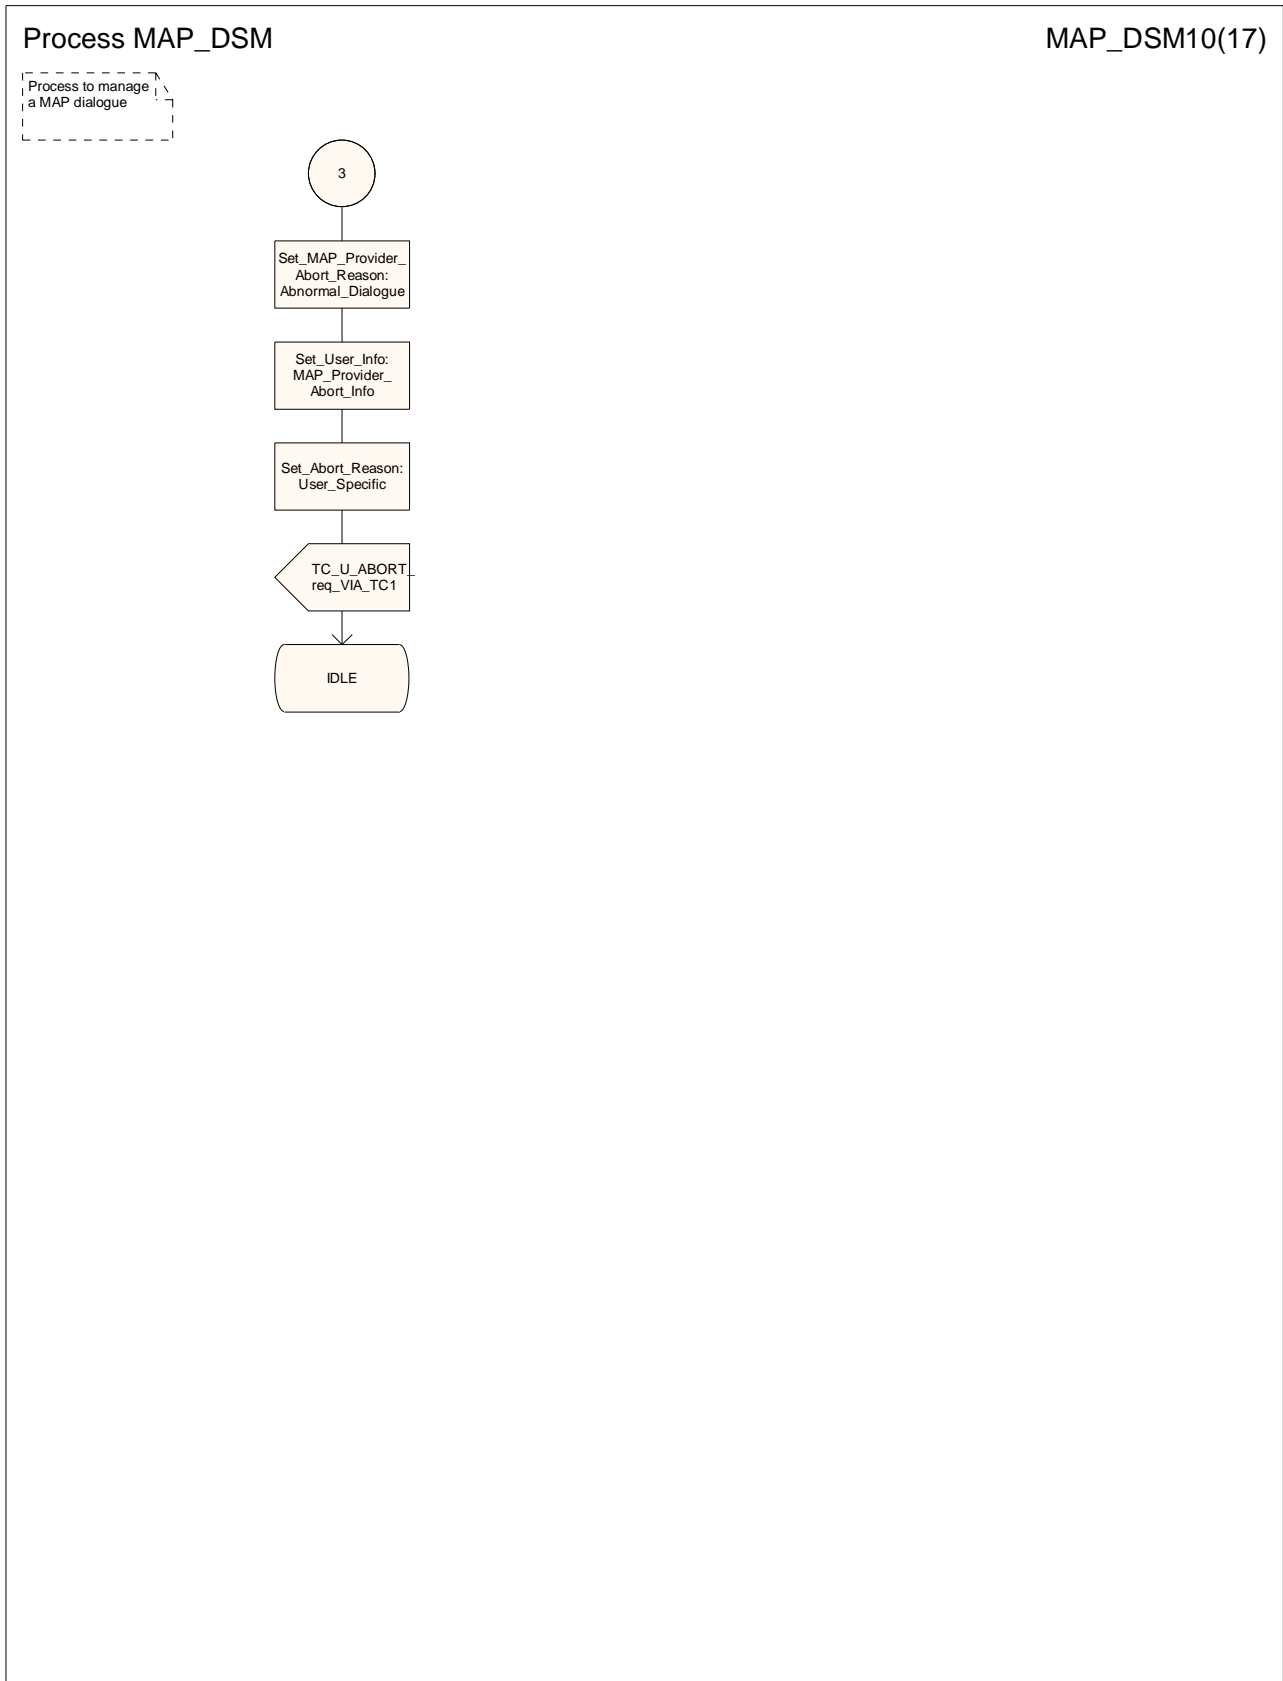 Process MAP_DSM
MAP_DSM10(17)
Process to manage
a MAP dialogue
3
Set_MAP_Provider_
Abort_Reason:
Abnormal_Dialogue
Set_User_Info:
MAP_Provider_
Abort_Info
Set_Abort_Reason:
User_Specific
TC_U_ABORT_
req_VIA_TC1
IDLE